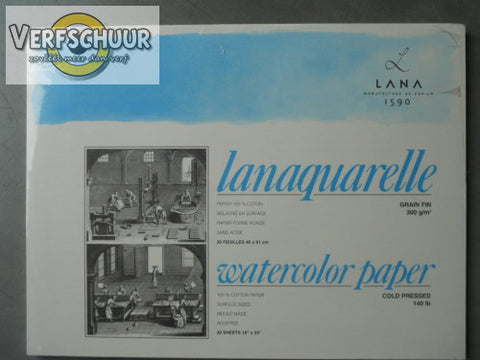 VERFSCHUUR
zoveel meer dan verf
L
LANA
MANUFACTURE DE PAPIER
1590
lanaquarelle
PAPIER 100 % COTON
GÉLATINÉ EN SURFACE
PAPIER FORME RONDE
SANS ACIDE
20 FEUILLES 46 x 61 cm
GRAIN FIN
300 g/m²
watercolor paper
100 % COTTON PAPER
SURFACE SIZED
MOULD MADE
ACID FREE
20 SHEETS 18" x 24"
COLD PRESSED
140 lb